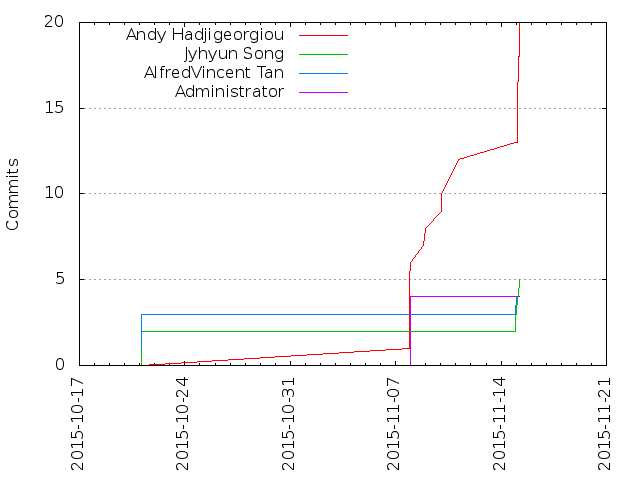 20
15
10
5
0
Commits
Andy Hadjigeorgiou
Jyhyun Song
AlfredVincent Tan
Administrator
2015-10-17
2015-10-24
2015-10-31
2015-11-07
2015-11-14
2015-11-21